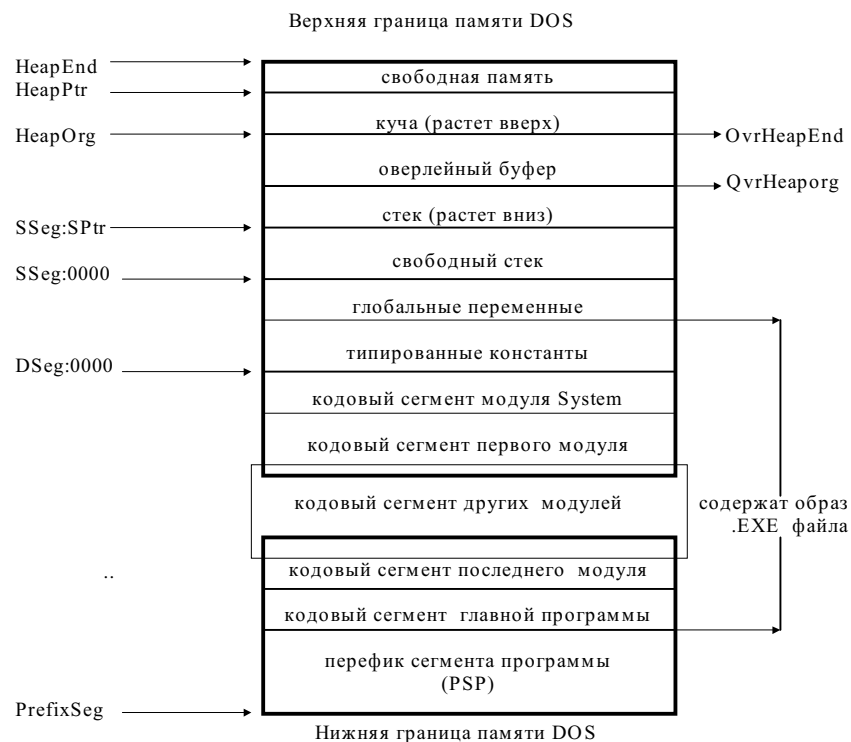 Верхняя граница памяти DOS
HeapEnd
свободная память
HeapPtr
куча (растет вверх)
HeapOrg
OvrHeapEnd
оверлейный буфер
QvrHeaporg
стек (растет вниз)
SSeg:SPtr
свободный стек
SSeg:0000
глобальные переменные
типированные константы
DSeg:0000
кодовый сегмент модуля System
кодовый сегмент первого модуля
кодовый сегмент других модулей
содержат образ
.EXE файла
..
кодовый сегмент последнего модуля
кодовый сегмент главной программы
перефик сегмента программы
(PSP)
PrefixSeg
Нижняя граница памяти DOS